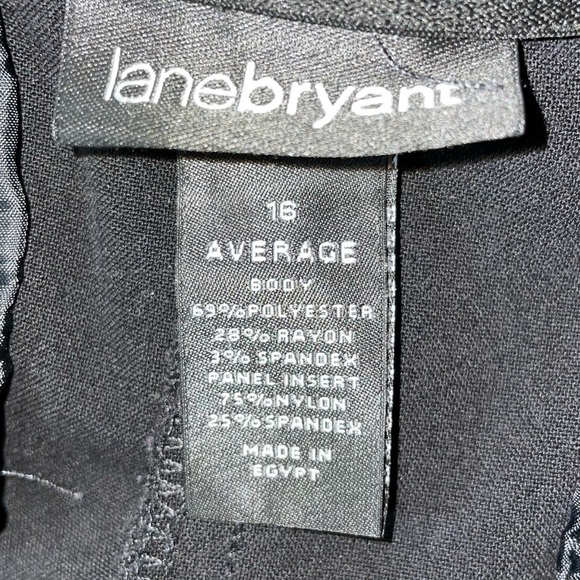 lanebryant
16
AVERAGE
BODY
69%POLYESTER
28% RAYON
3% SPANDEX
PANEL INSERT
75%NYLON
25%SPANDEX
MADE IN
EGYPT